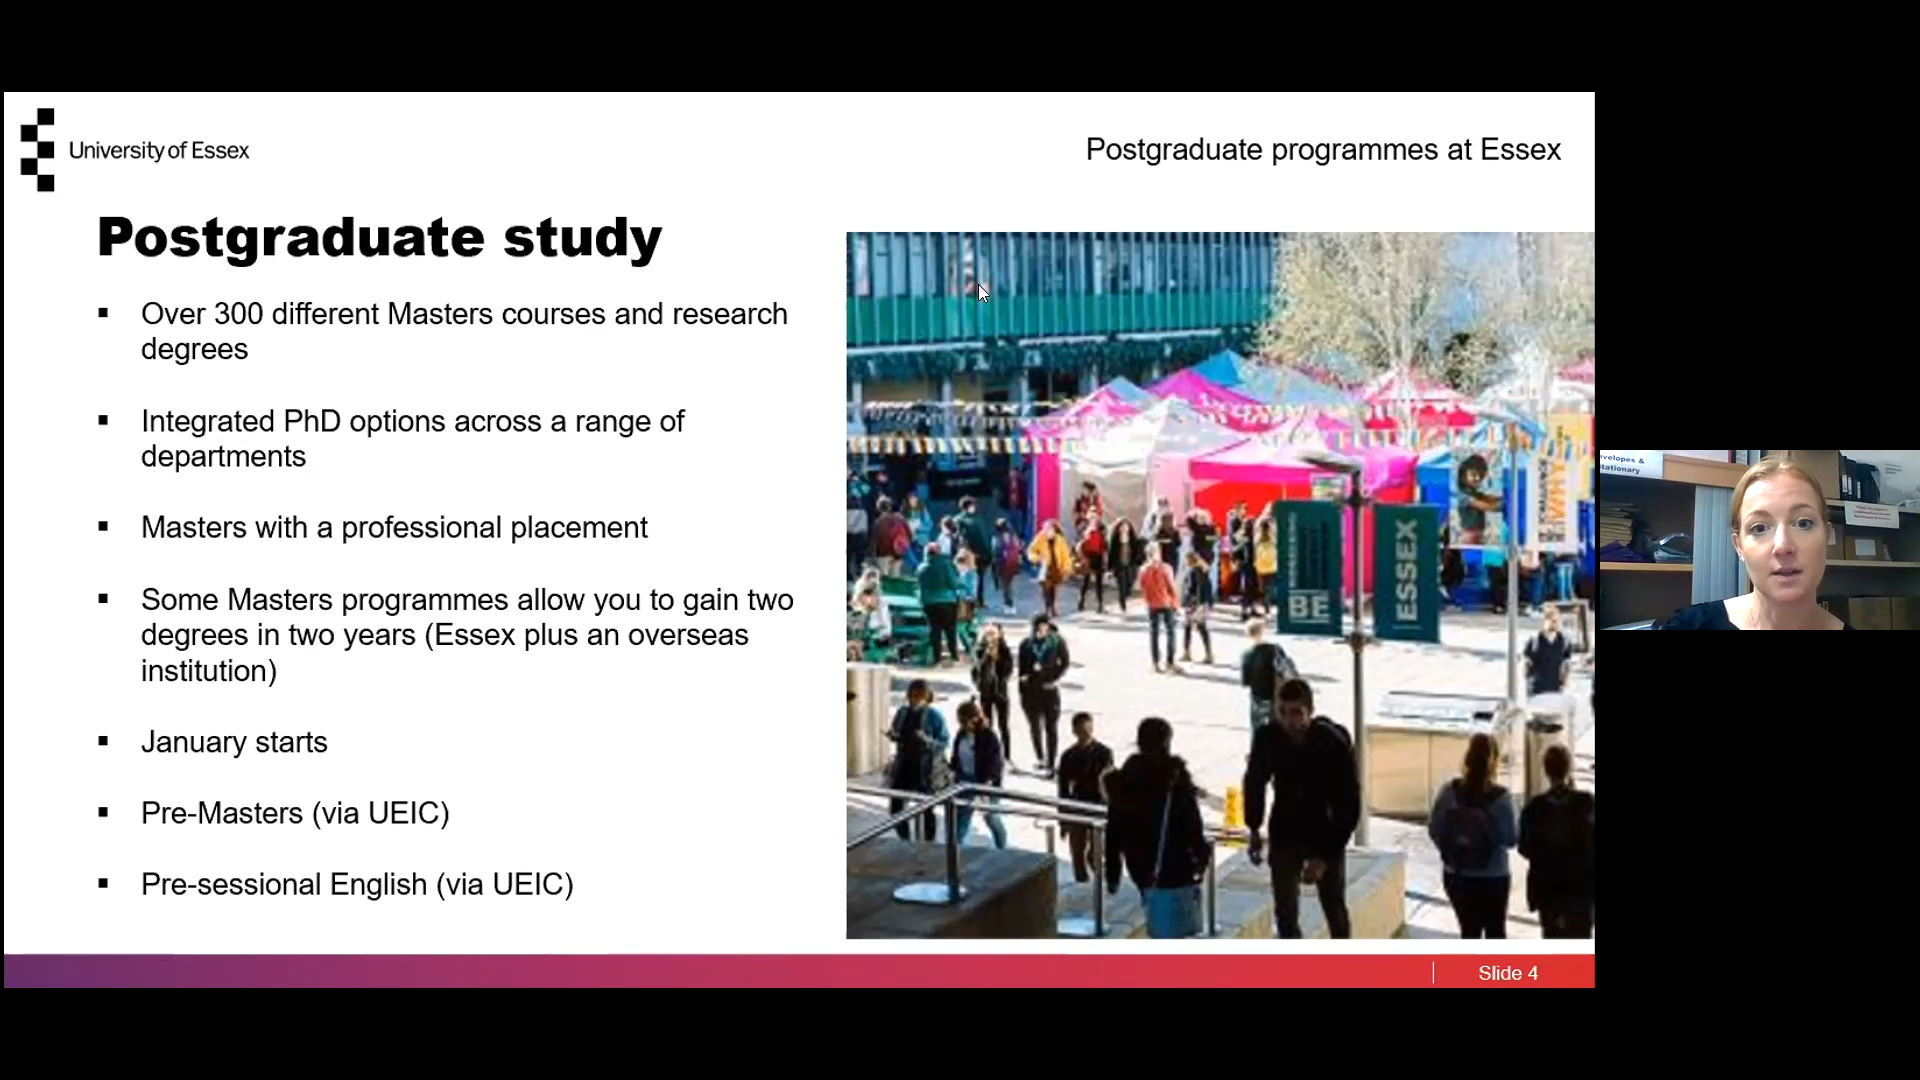 University of Essex
Postgraduate programmes at Essex
Postgraduate study
▪ Over 300 different Masters courses and research
degrees
▪ Integrated PhD options across a range of
departments
▪ Masters with a professional placement
▪ Some Masters programmes allow you to gain two
degrees in two years (Essex plus an overseas
institution)
▪ January starts
▪ Pre-Masters (via UEIC)
▪ Pre-sessional English (via UEIC)
BE
ESSEX
Slide 4